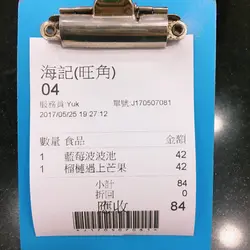 海記(旺角)
04
服務員:Yuk 單號:J170507081
2017/05/25 19:27:12
數量 食品 金額
1 藍莓波波池 42
1 榴槤遇上芒果 42
小計 84
折回 0
應收 84